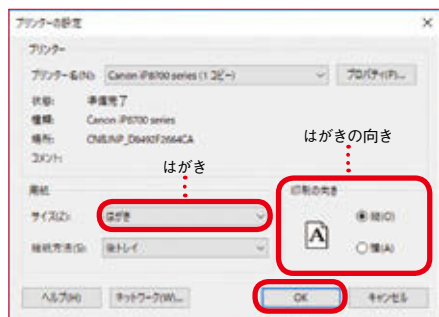 プリンターの設定
プリンター
プリンター名(N): Canon iP8700 series (1 コピー) プロパティ(P)...
状態: 準備完了
種類: Canon iP8700 series
場所:
コメント:
はがき
はがきの向き
用紙
印刷の向き
サイズ(Z): はがき
給紙方法(S): 後トレイ
A
縦(O)
横(A)
ヘルプ(H) ネットワーク(W)... OK キャンセル